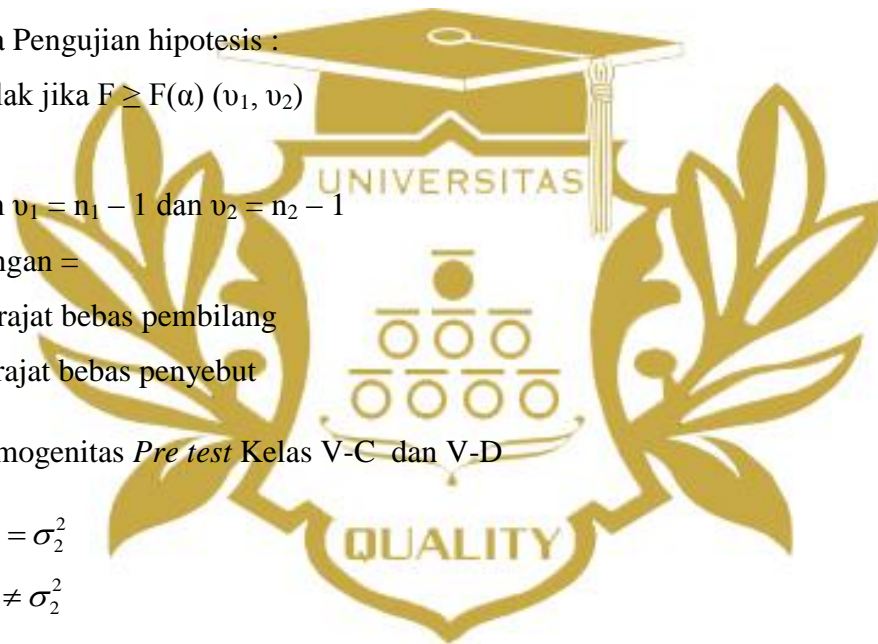 a Pengujian hipotesis :
lak jika F ≥ F(α) (υ₁, υ₂)
UNIVERSITAS
n υ₁ = n₁ – 1 dan υ₂ = n₂ – 1
ngan =
rajat bebas pembilang
rajat bebas penyebut
mogenitas Pre test Kelas V-C dan V-D
= σ₂²
QUALITY
≠ σ₂²